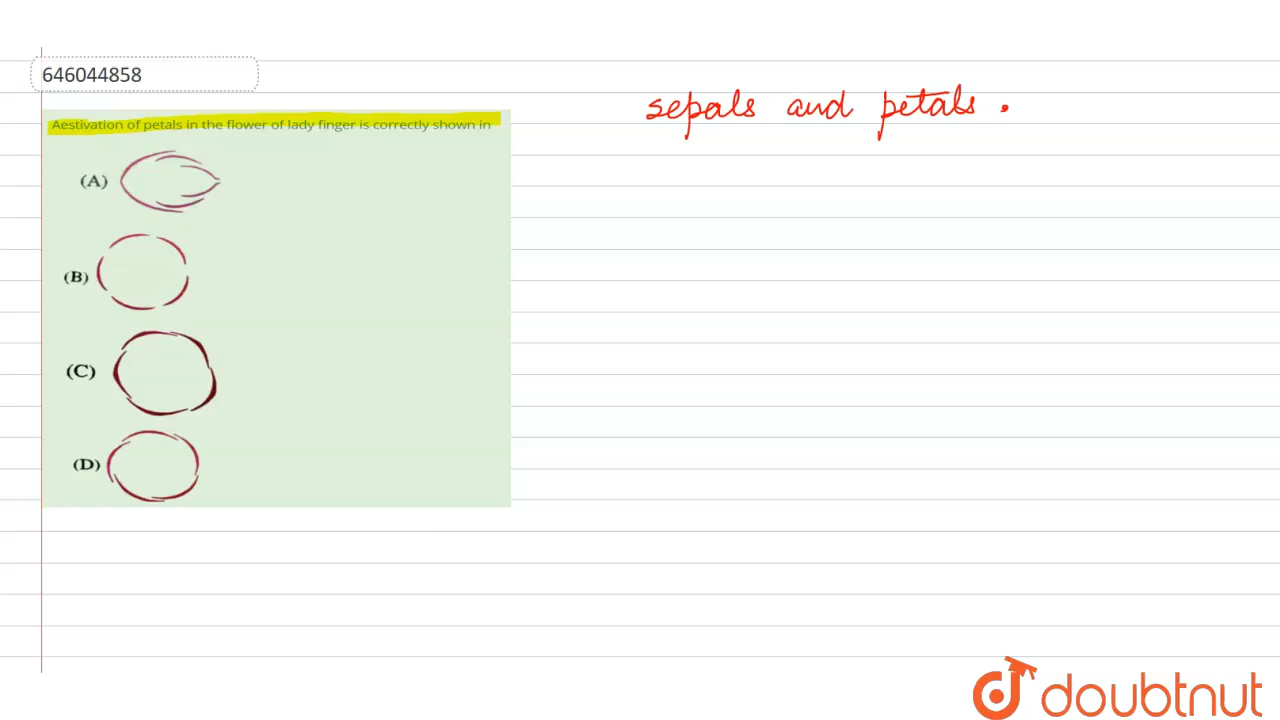 646044858
sepals and petals .
Aestivation of petals in the flower of lady finger is correctly shown in
(A)
(B)
(C)
(D)
doubtnut